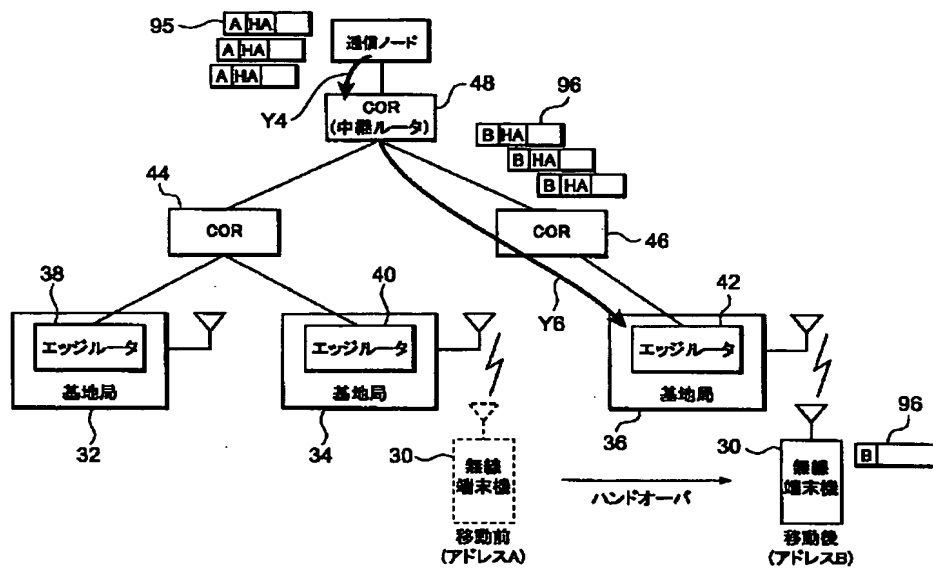 95
A HA
A HA
A HA
通信ノード
Y4
COR
(中継ルータ)
48
96
B HA
B HA
B HA
44
COR
COR
46
38
エッジルータ
基地局
32
40
エッジルータ
基地局
34
Y6
42
エッジルータ
基地局
36
30
無線
端末機
移動前
(アドレスA)
ハンドオーバ
30
無線
端末機
移動後
(アドレスB)
96
B